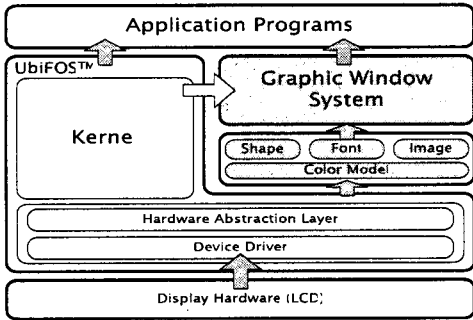 Application Programs
UbiFOS™
Graphic Window
System
Kerne
Shape Font Image
Color Model
Hardware Abstraction Layer
Device Driver
Display Hardware (LCD)